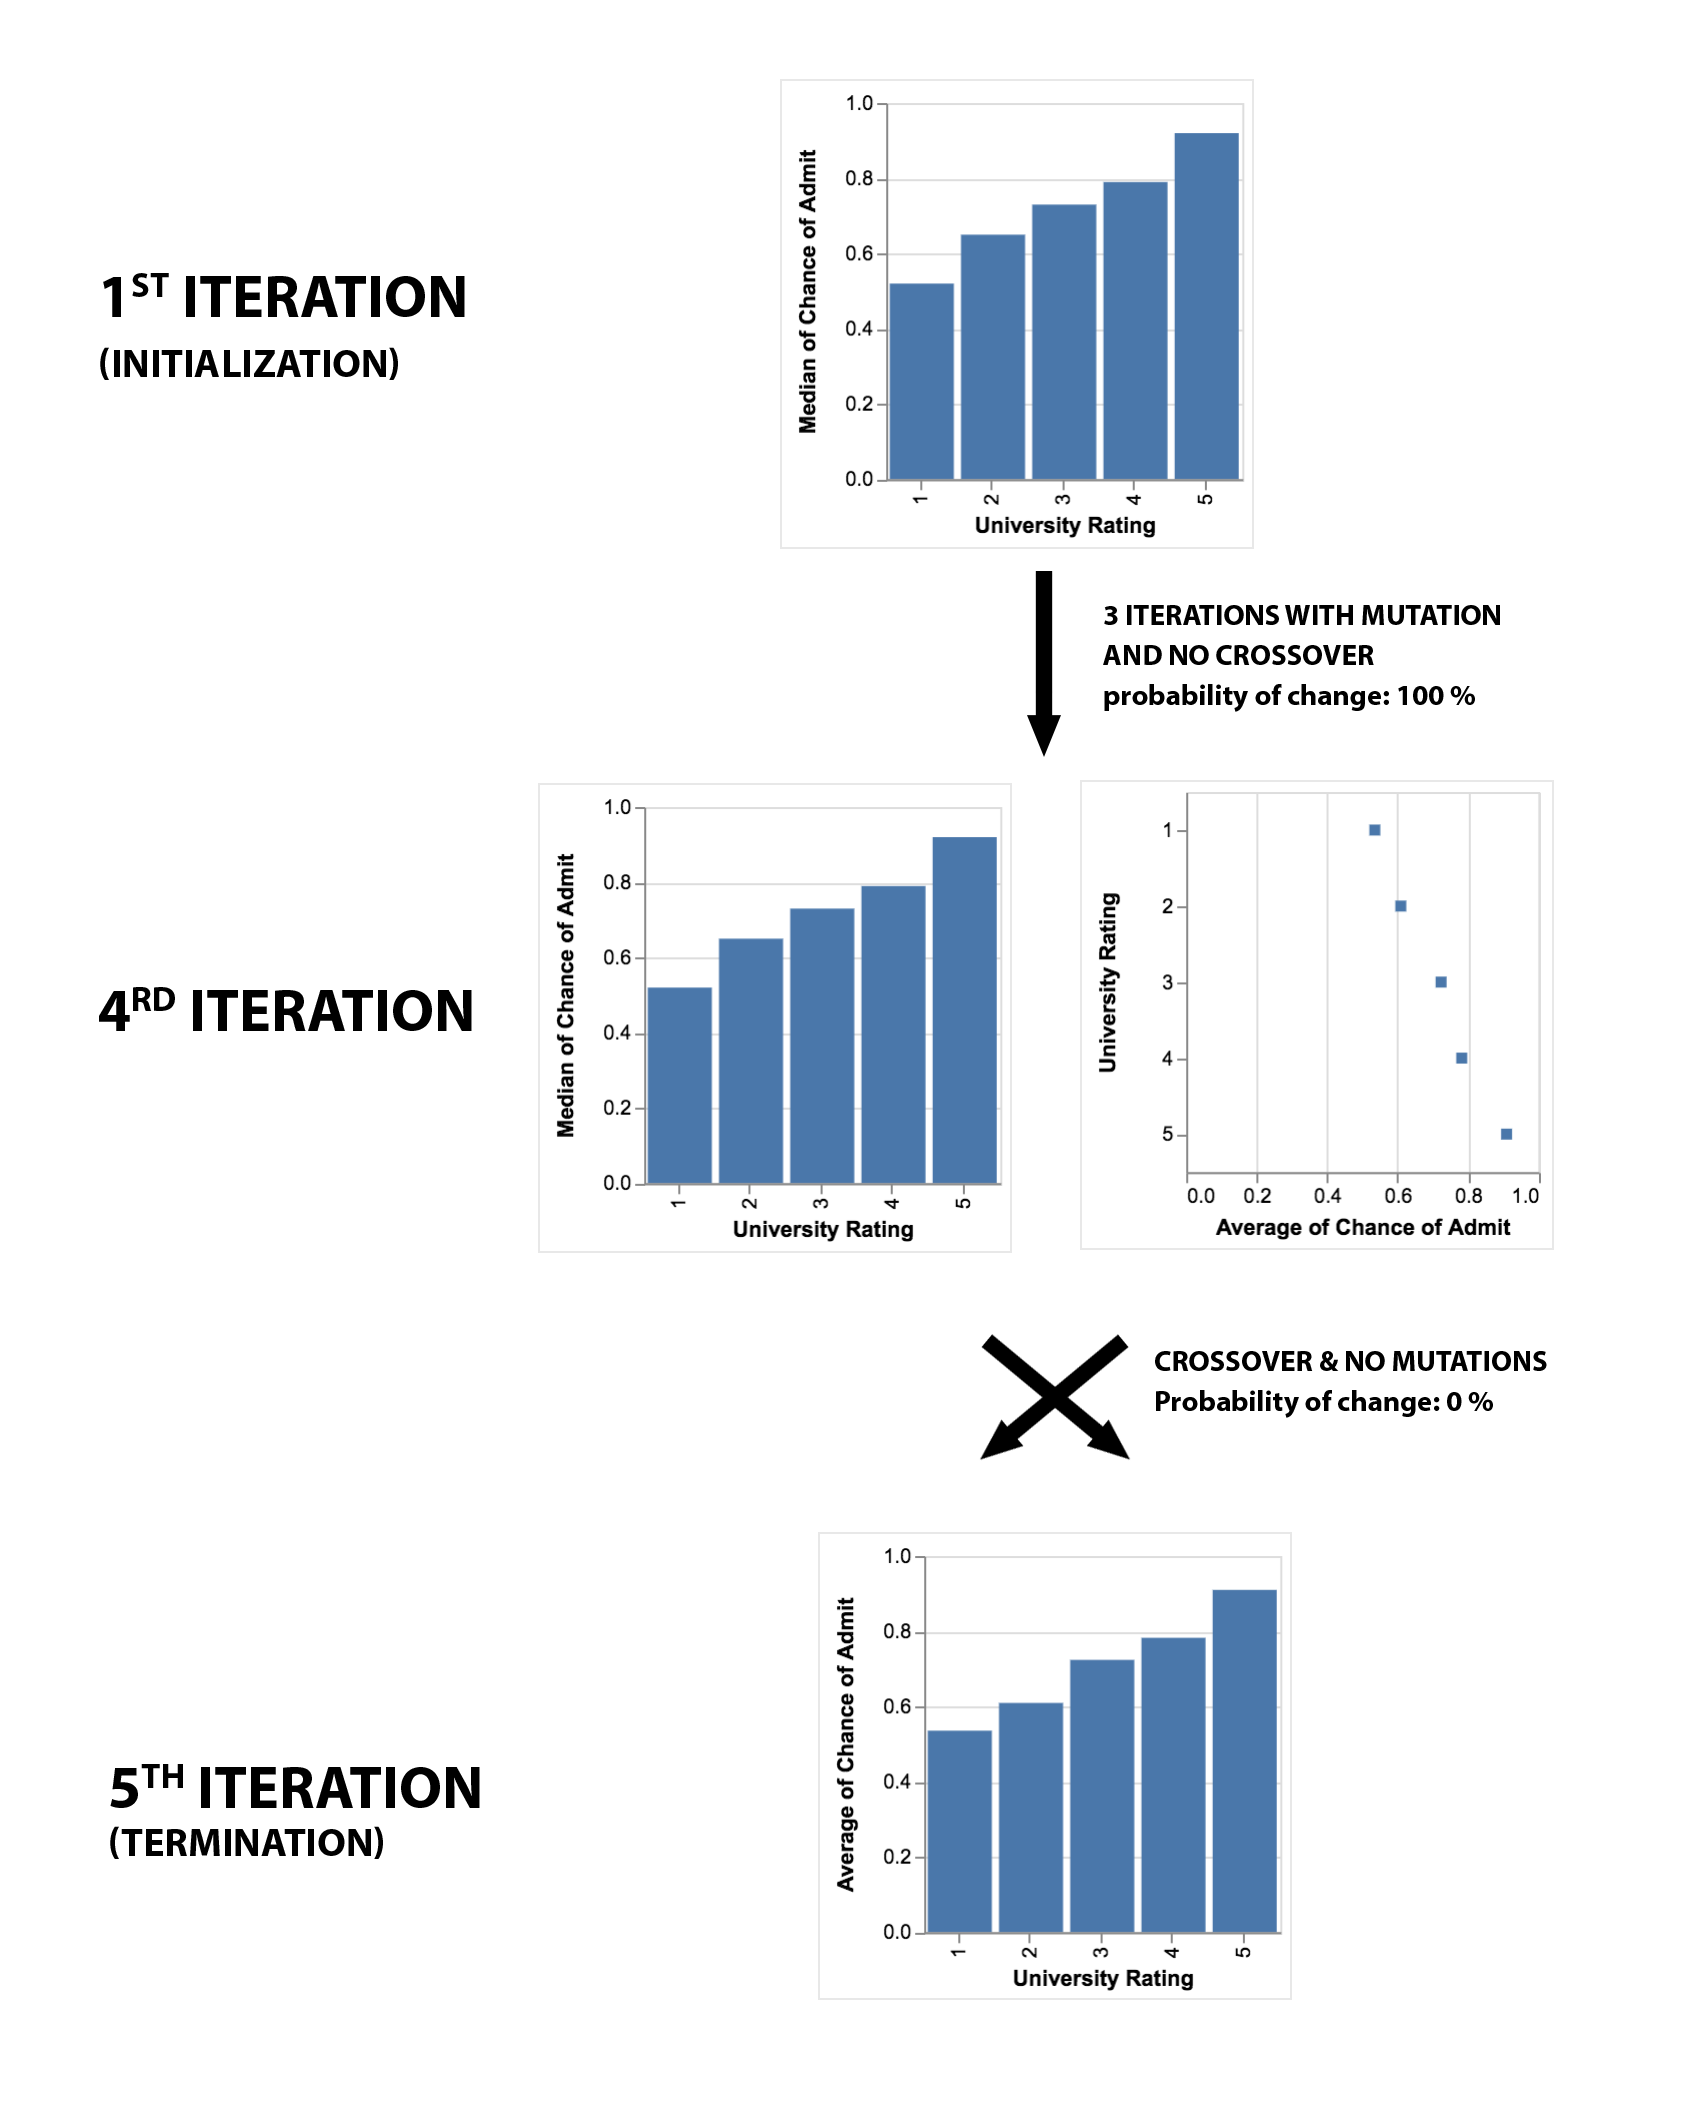 1.0
0.8
0.6
0.4
0.2
0.0
Median of Chance of Admit
1 2 3 4 5
University Rating
1ST ITERATION
(INITIALIZATION)
3 ITERATIONS WITH MUTATION
AND NO CROSSOVER
probability of change: 100 %
4RD ITERATION
1.0
0.8
0.6
0.4
0.2
0.0
Median of Chance of Admit
1 2 3 4 5
University Rating
1
2
3
4
5
University Rating
0.0 0.2 0.4 0.6 0.8 1.0
Average of Chance of Admit
CROSSOVER & NO MUTATIONS
Probability of change: 0 %
5TH ITERATION
(TERMINATION)
1.0
0.8
0.6
0.4
0.2
0.0
Average of Chance of Admit
1 2 3 4 5
University Rating